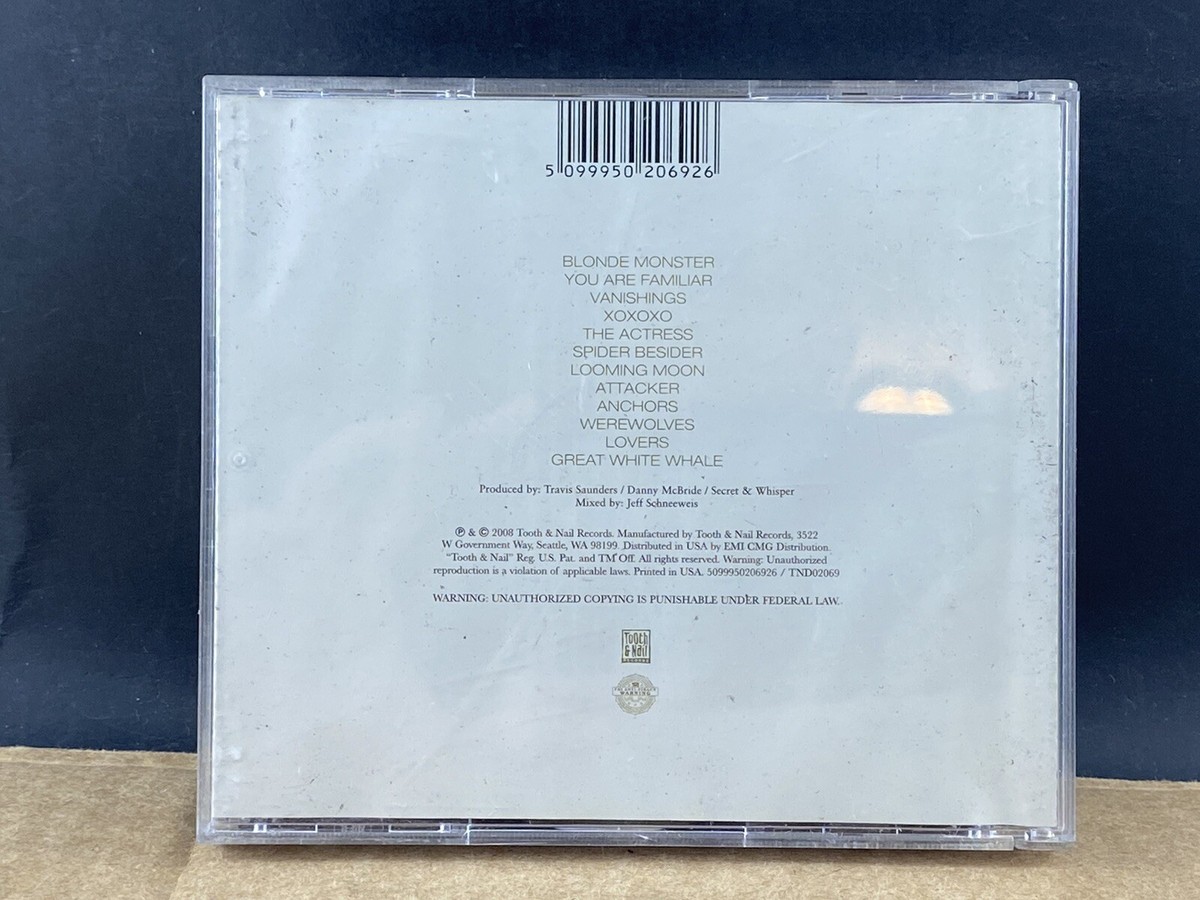 5 099950 206926
BLONDE MONSTER
YOU ARE FAMILIAR
VANISHINGS
XOXOXO
THE ACTRESS
SPIDER BESIDER
LOOMING MOON
ATTACKER
ANCHORS
WEREWOLVES
LOVERS
GREAT WHITE WHALE
Produced by: Travis Saunders / Danny McBride / Secret & Whisper
Mixed by: Jeff Schneeweis
℗ & © 2008 Tooth & Nail Records. Manufactured by Tooth & Nail Records, 3522
W Government Way, Seattle, WA 98199. Distributed in USA by EMI CMG Distribution.
"Tooth & Nail" Reg. U.S. Pat. and TM Off. All rights reserved. Warning: Unauthorized
reproduction is a violation of applicable laws. Printed in USA. 5099950206926 / TND02069
WARNING: UNAUTHORIZED COPYING IS PUNISHABLE UNDER FEDERAL LAW.
Tooth
& Nail
RECORDS
WARNING